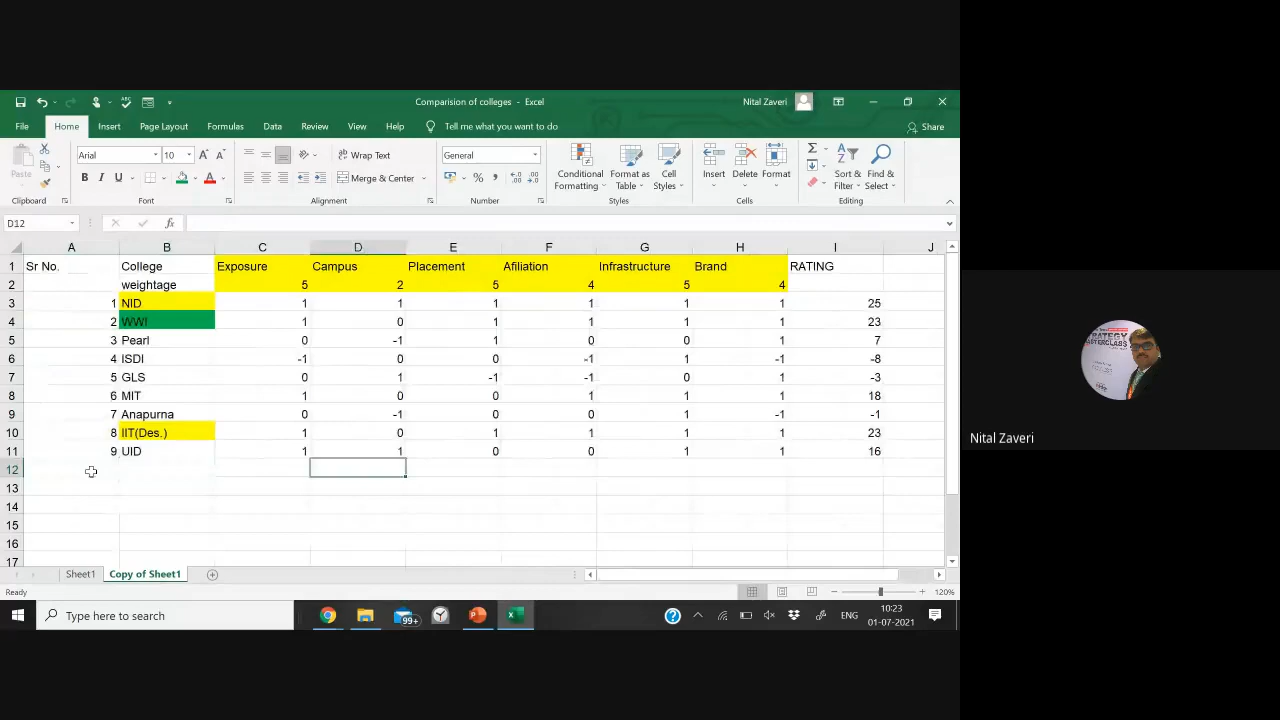 Comparision of colleges - Excel
Nital Zaveri
File Home Insert Page Layout Formulas Data Review View Help Tell me what you want to do Share
Paste Arial 10 Wrap Text General Conditional Formatting Format as Table Cell Styles Insert Delete Format Sort & Filter Find & Select
B I U A Merge & Center %
Clipboard Font Alignment Number Styles Cells Editing
D12 fx
A B C D E F G H I J
1 Sr No. College Exposure Campus Placement Afiliation Infrastructure Brand RATING
2 weightage 5 2 5 4 5 4
3 1 NID 1 1 1 1 1 1 25
4 2 WWI 1 0 1 1 1 1 23
5 3 Pearl 0 -1 1 0 0 1 7
6 4 ISDI -1 0 0 -1 1 -1 -8
7 5 GLS 0 1 -1 -1 0 1 -3
8 6 MIT 1 0 0 1 1 1 18
9 7 Anapurna 0 -1 0 0 1 -1 -1
10 8 IIT(Des.) 1 0 1 1 1 1 23
11 9 UID 1 1 0 0 1 1 16
12
13
14
15
16
17
Sheet1 Copy of Sheet1
Ready 120%
Type here to search 99+ ENG 10:23
01-07-2021
Nital Zaveri